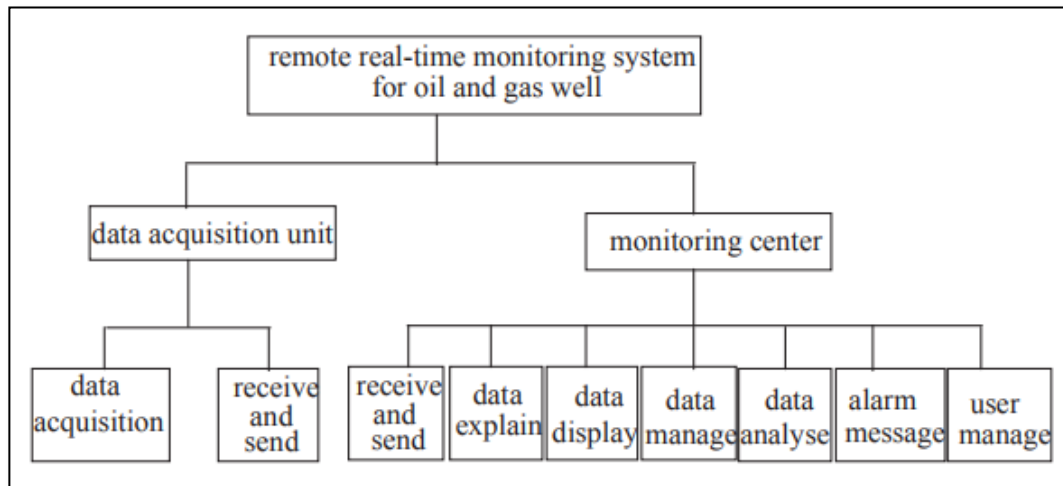 remote real-time monitoring system
for oil and gas well
data acquisition unit
monitoring center
data
acquisition
receive
and
send
receive
and
send
data
explain
data
display
data
manage
data
analyse
alarm
message
user
manage